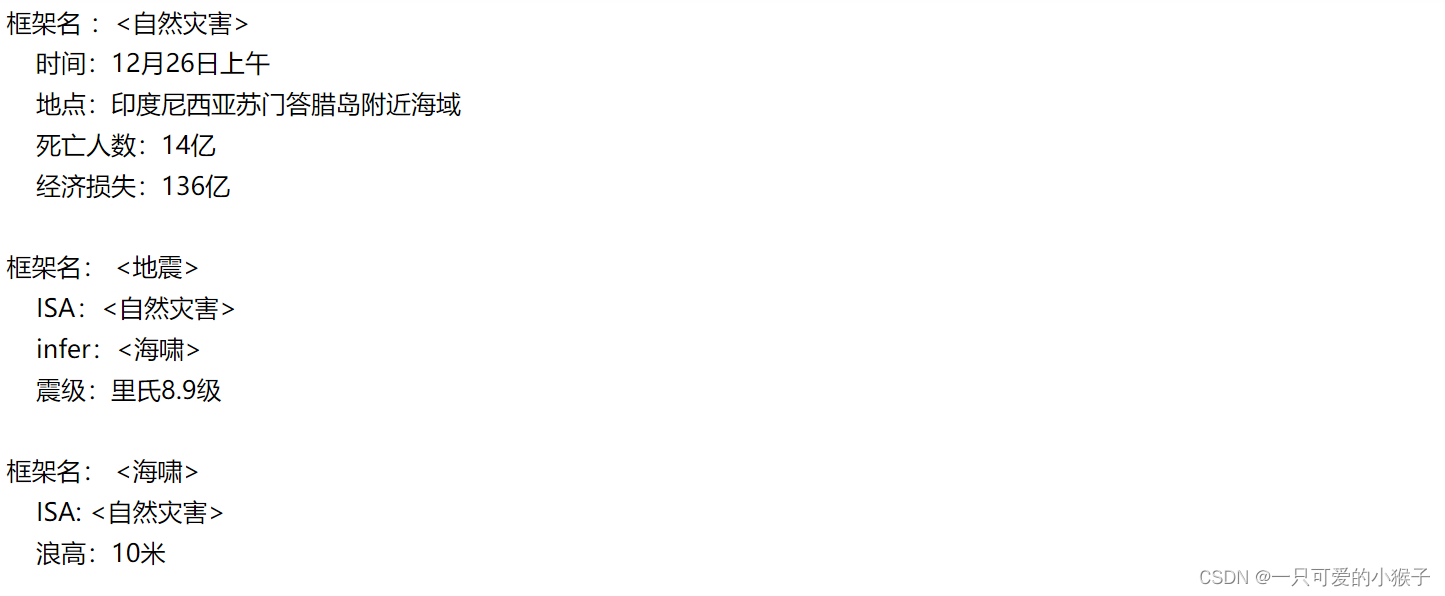 框架名 ：<自然灾害>
时间：12月26日上午
地点：印度尼西亚苏门答腊岛附近海域
死亡人数：14亿
经济损失：136亿
框架名： <地震>
ISA：<自然灾害>
infer：<海啸>
震级：里氏8.9级
框架名： <海啸>
ISA: <自然灾害>
浪高：10米
CSDN @一只可爱的小猴子